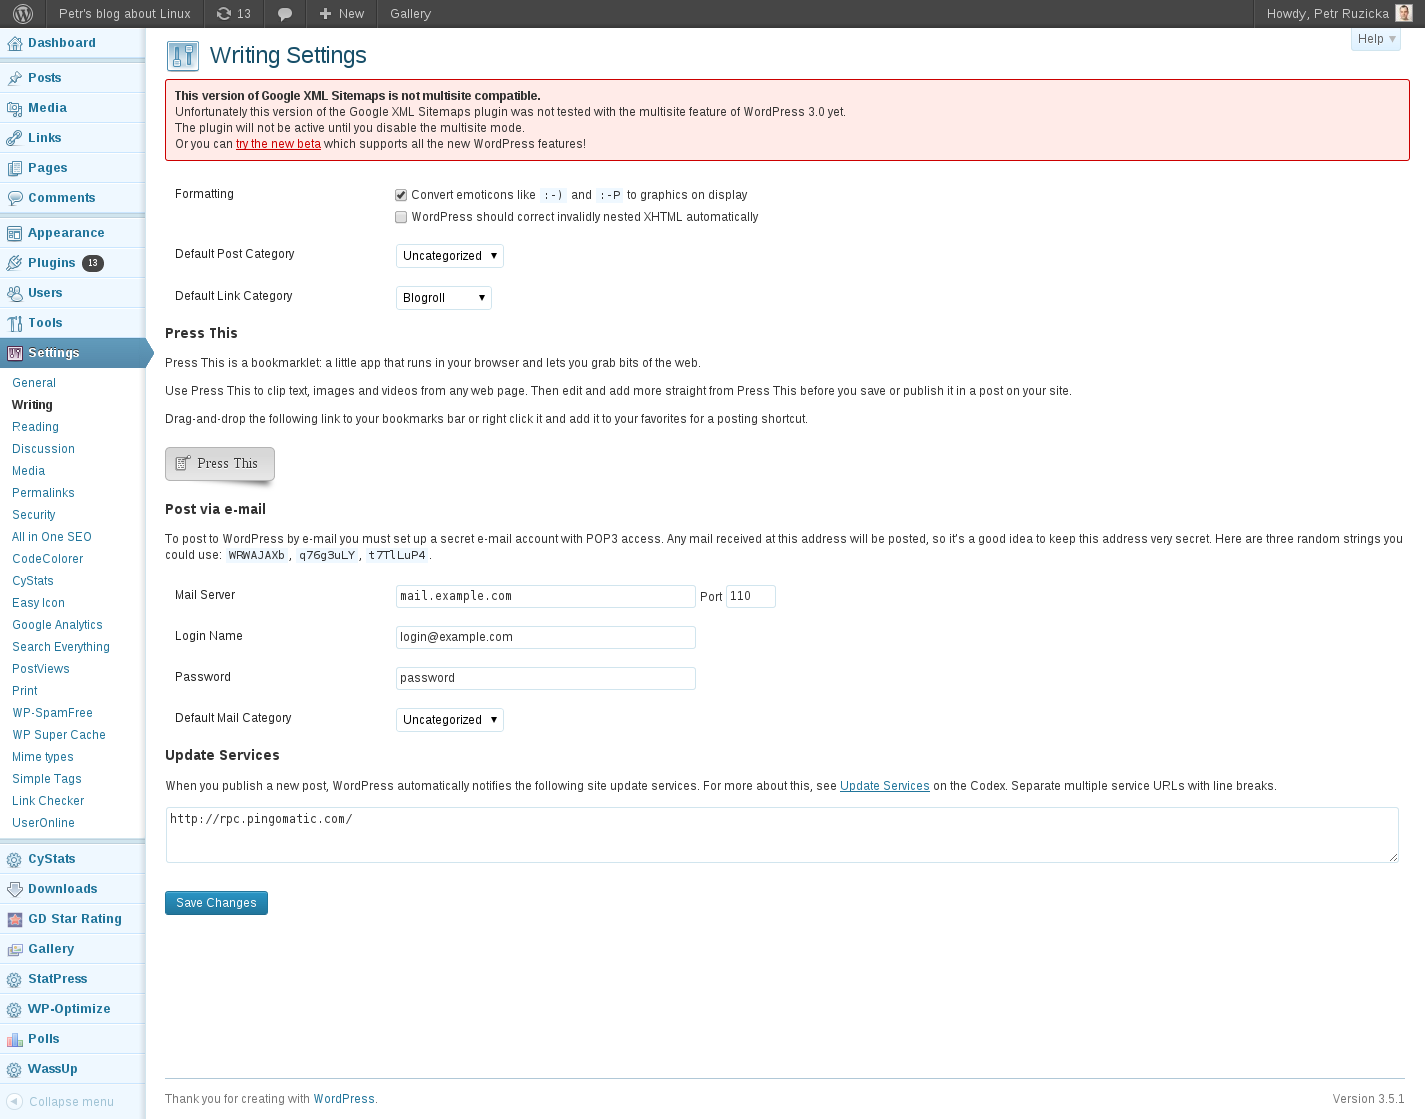 Petr's blog about Linux 13 New Gallery Howdy, Petr Ruzicka
Help
Dashboard
Posts
Media
Links
Pages
Comments
Appearance
Plugins 13
Users
Tools
Settings
General
Writing
Reading
Discussion
Media
Permalinks
Security
All in One SEO
CodeColorer
CyStats
Easy Icon
Google Analytics
Search Everything
PostViews
Print
WP-SpamFree
WP Super Cache
Mime types
Simple Tags
Link Checker
UserOnline
CyStats
Downloads
GD Star Rating
Gallery
StatPress
WP-Optimize
Polls
WassUp
Collapse menu
Writing Settings
This version of Google XML Sitemaps is not multisite compatible.
Unfortunately this version of the Google XML Sitemaps plugin was not tested with the multisite feature of WordPress 3.0 yet.
The plugin will not be active until you disable the multisite mode.
Or you can try the new beta which supports all the new WordPress features!
Formatting Convert emoticons like :-) and :-P to graphics on display
WordPress should correct invalidly nested XHTML automatically
Default Post Category Uncategorized
Default Link Category Blogroll
Press This
Press This is a bookmarklet: a little app that runs in your browser and lets you grab bits of the web.
Use Press This to clip text, images and videos from any web page. Then edit and add more straight from Press This before you save or publish it in a post on your site.
Drag-and-drop the following link to your bookmarks bar or right click it and add it to your favorites for a posting shortcut.
Press This
Post via e-mail
To post to WordPress by e-mail you must set up a secret e-mail account with POP3 access. Any mail received at this address will be posted, so it's a good idea to keep this address very secret. Here are three random strings you
could use: WRWAJAXb, q76g3uLY, t7TlLuP4.
Mail Server mail.example.com Port 110
Login Name login@example.com
Password password
Default Mail Category Uncategorized
Update Services
When you publish a new post, WordPress automatically notifies the following site update services. For more about this, see Update Services on the Codex. Separate multiple service URLs with line breaks.
http://rpc.pingomatic.com/
Save Changes
Thank you for creating with WordPress. Version 3.5.1